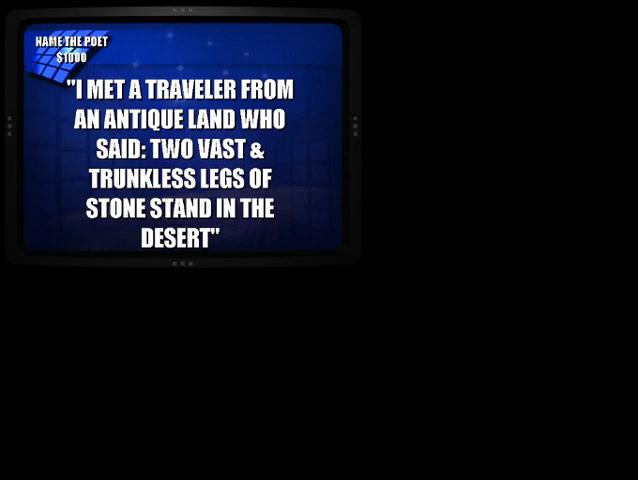 NAME THE POET
$1000
"I MET A TRAVELER FROM
AN ANTIQUE LAND WHO
SAID: TWO VAST &
TRUNKLESS LEGS OF
STONE STAND IN THE
DESERT"